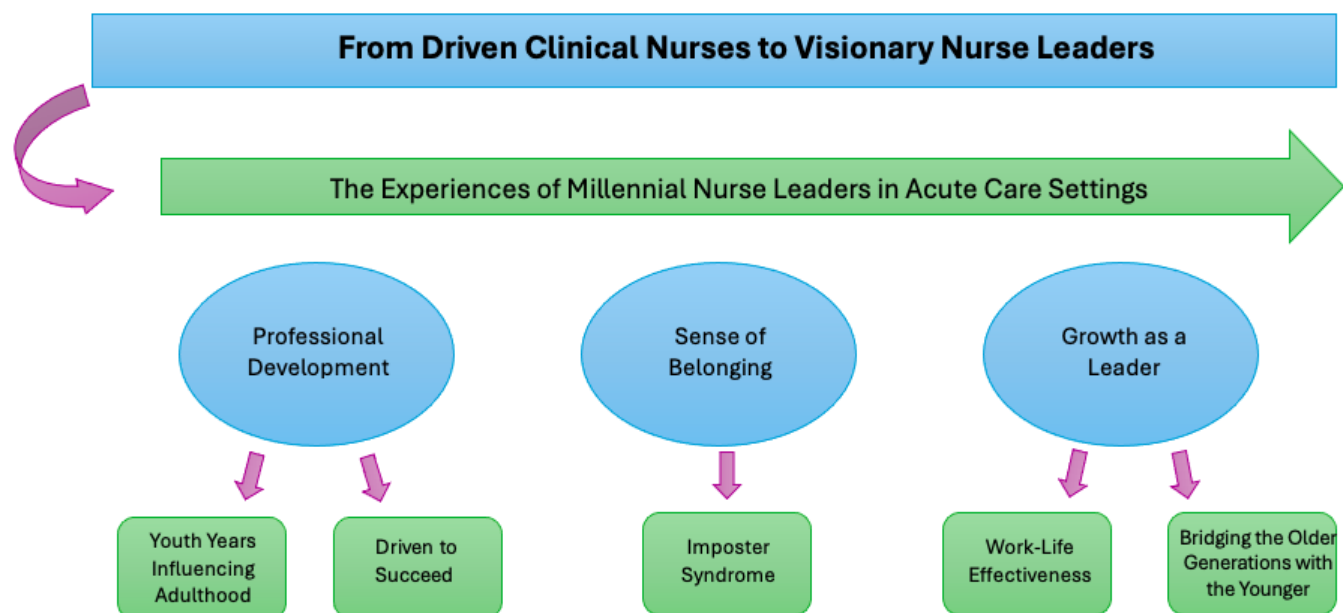 From Driven Clinical Nurses to Visionary Nurse Leaders
The Experiences of Millennial Nurse Leaders in Acute Care Settings
Professional
Development
Sense of
Belonging
Growth as a
Leader
Youth Years
Influencing
Adulthood
Driven to
Succeed
Imposter
Syndrome
Work-Life
Effectiveness
Bridging the Older
Generations with
the Younger